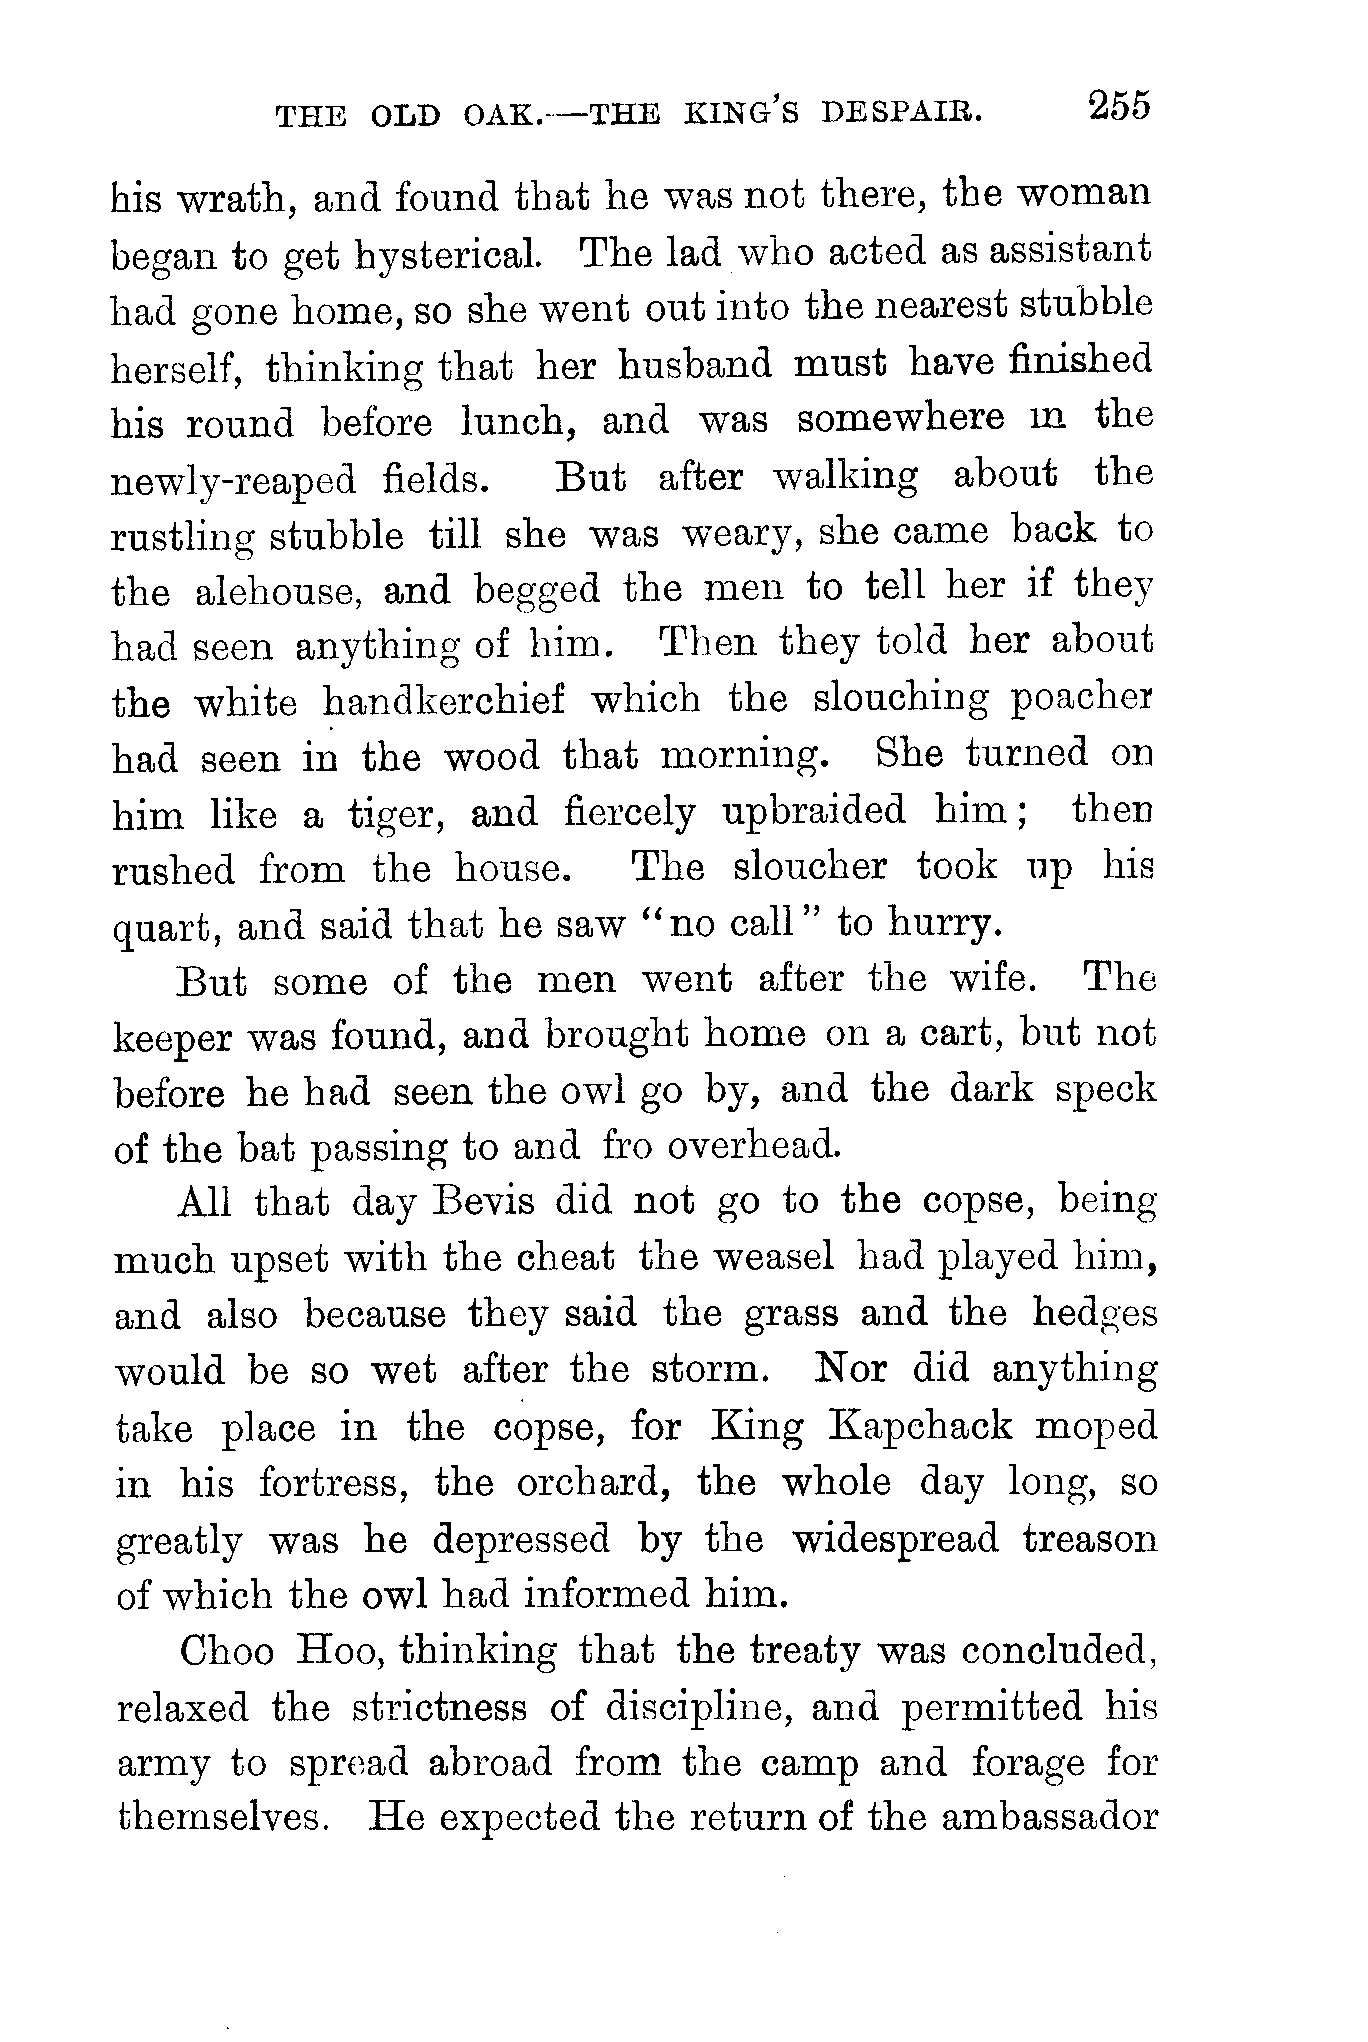 THE OLD OAK.—THE KING'S DESPAIR. 255
his wrath, and found that he was not there, the woman
began to get hysterical. The lad who acted as assistant
had gone home, so she went out into the nearest stubble
herself, thinking that her husband must have finished
his round before lunch, and was somewhere in the
newly-reaped fields. But after walking about the
rustling stubble till she was weary, she came back to
the alehouse, and begged the men to tell her if they
had seen anything of him. Then they told her about
the white handkerchief which the slouching poacher
had seen in the wood that morning. She turned on
him like a tiger, and fiercely upbraided him; then
rushed from the house. The sloucher took up his
quart, and said that he saw "no call" to hurry.
But some of the men went after the wife. The
keeper was found, and brought home on a cart, but not
before he had seen the owl go by, and the dark speck
of the bat passing to and fro overhead.
All that day Bevis did not go to the copse, being
much upset with the cheat the weasel had played him,
and also because they said the grass and the hedges
would be so wet after the storm. Nor did anything
take place in the copse, for King Kapchack moped
in his fortress, the orchard, the whole day long, so
greatly was he depressed by the widespread treason
of which the owl had informed him.
Choo Hoo, thinking that the treaty was concluded,
relaxed the strictness of discipline, and permitted his
army to spread abroad from the camp and forage for
themselves. He expected the return of the ambassador